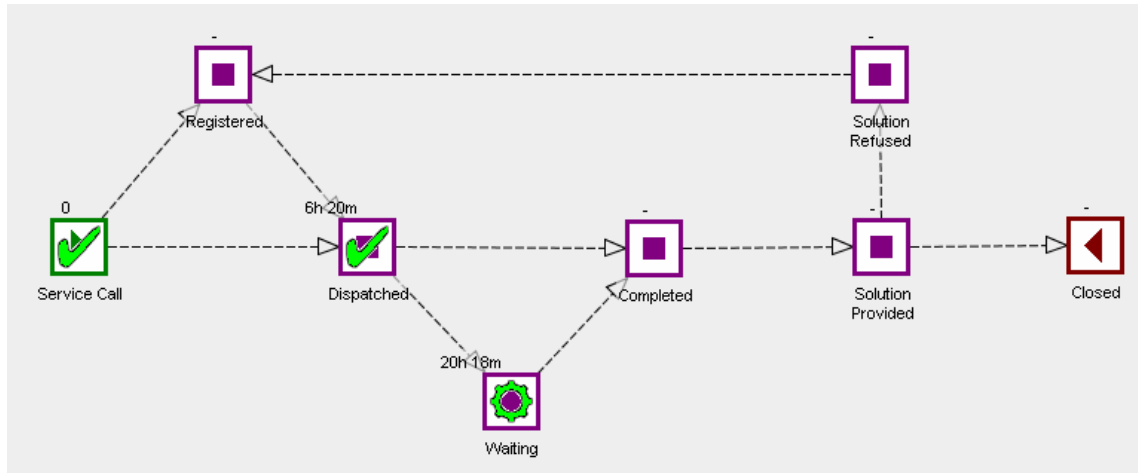 -
-
Registered
Solution
Refused
0
6h 20m
-
-
-
Service Call
Dispatched
Completed
Solution
Provided
Closed
20h 18m
Waiting